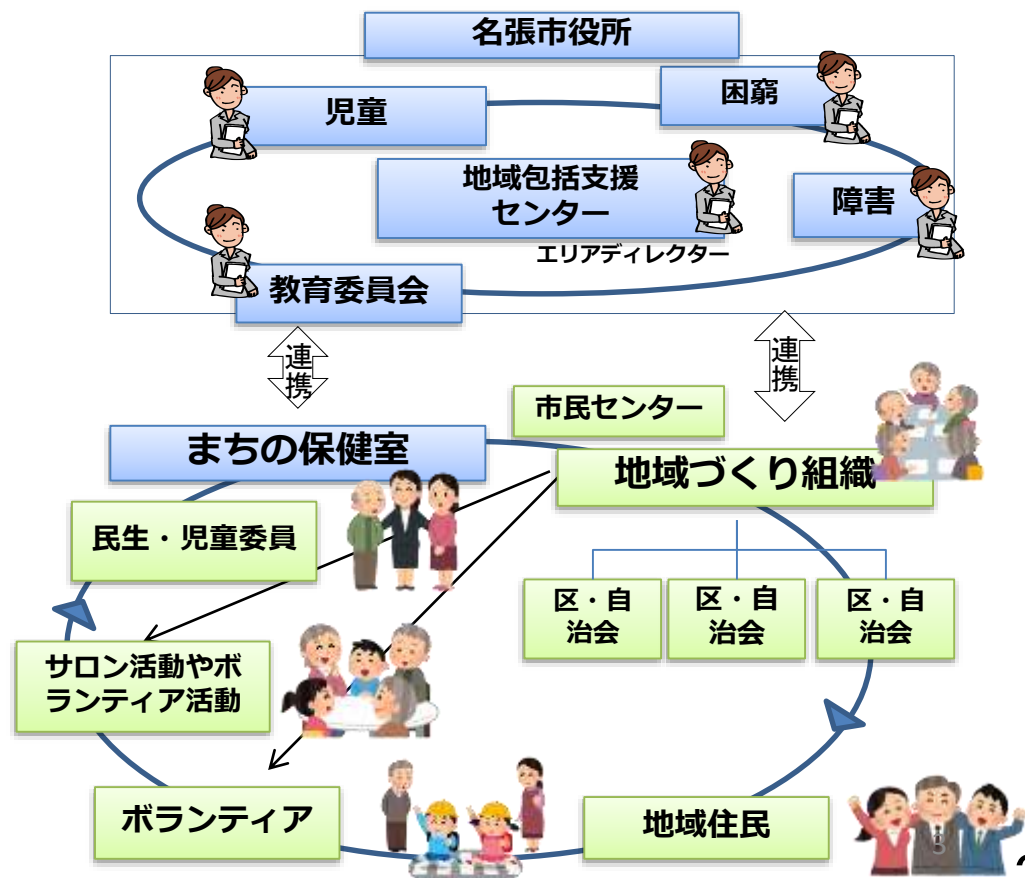 名張市役所
児童
困窮
地域包括支援
センター
障害
エリアディレクター
教育委員会
連携
連携
市民センター
まちの保健室
地域づくり組織
民生・児童委員
区・自
治会
区・自
治会
区・自
治会
サロン活動やボ
ランティア活動
ボランティア
地域住民